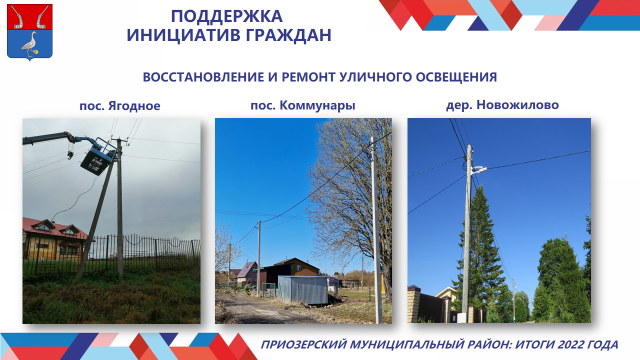 ПОДДЕРЖКА
ИНИЦИАТИВ ГРАЖДАН
ВОССТАНОВЛЕНИЕ И РЕМОНТ УЛИЧНОГО ОСВЕЩЕНИЯ
пос. Ягодное
пос. Коммунары
дер. Новожилово
ПРИОЗЕРСКИЙ МУНИЦИПАЛЬНЫЙ РАЙОН: ИТОГИ 2022 ГОДА